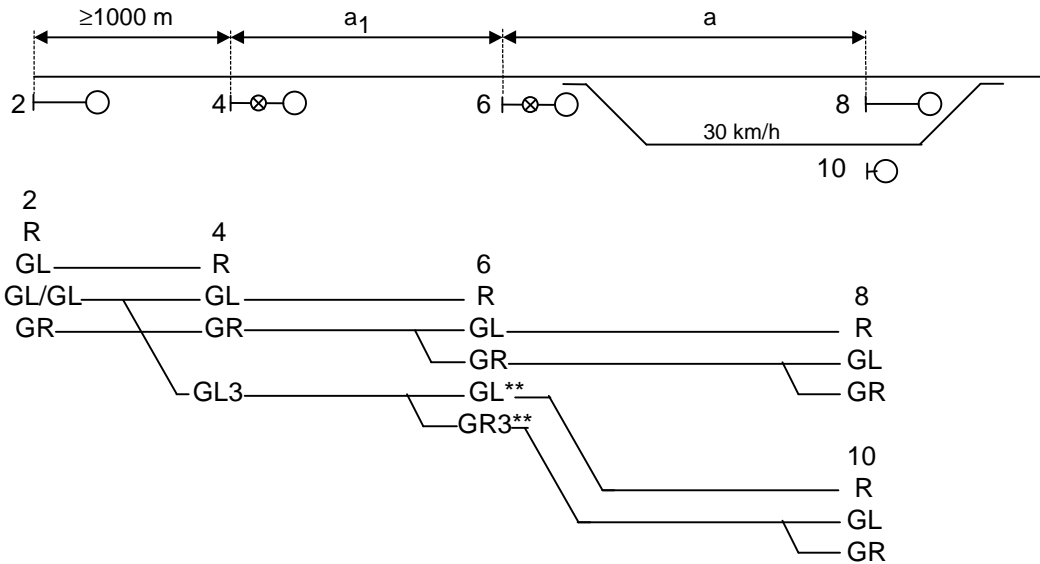 ≥1000 m a1 a
2 4 6 8
30 km/h
10
2
R 4
GL R 6
GL/GL GL R 8
GR GR GL R
GR GL
GL3 GL** GR
GR3**
10
R
GL
GR